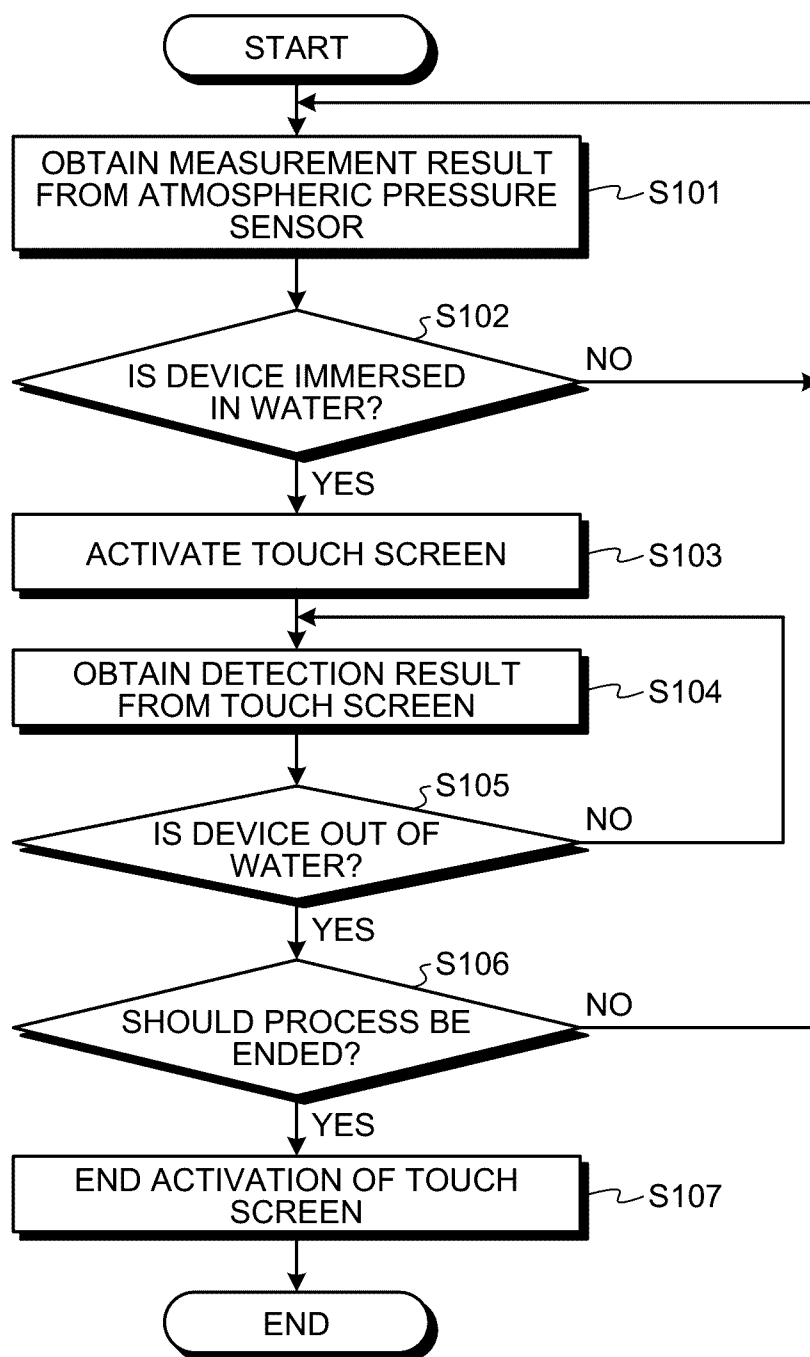 START
OBTAIN MEASUREMENT RESULT
FROM ATMOSPHERIC PRESSURE
SENSOR
S101
S102
IS DEVICE IMMERSED
IN WATER?
NO
YES
ACTIVATE TOUCH SCREEN
S103
OBTAIN DETECTION RESULT
FROM TOUCH SCREEN
S104
S105
IS DEVICE OUT OF
WATER?
NO
YES
S106
SHOULD PROCESS BE
ENDED?
NO
YES
END ACTIVATION OF TOUCH
SCREEN
S107
END